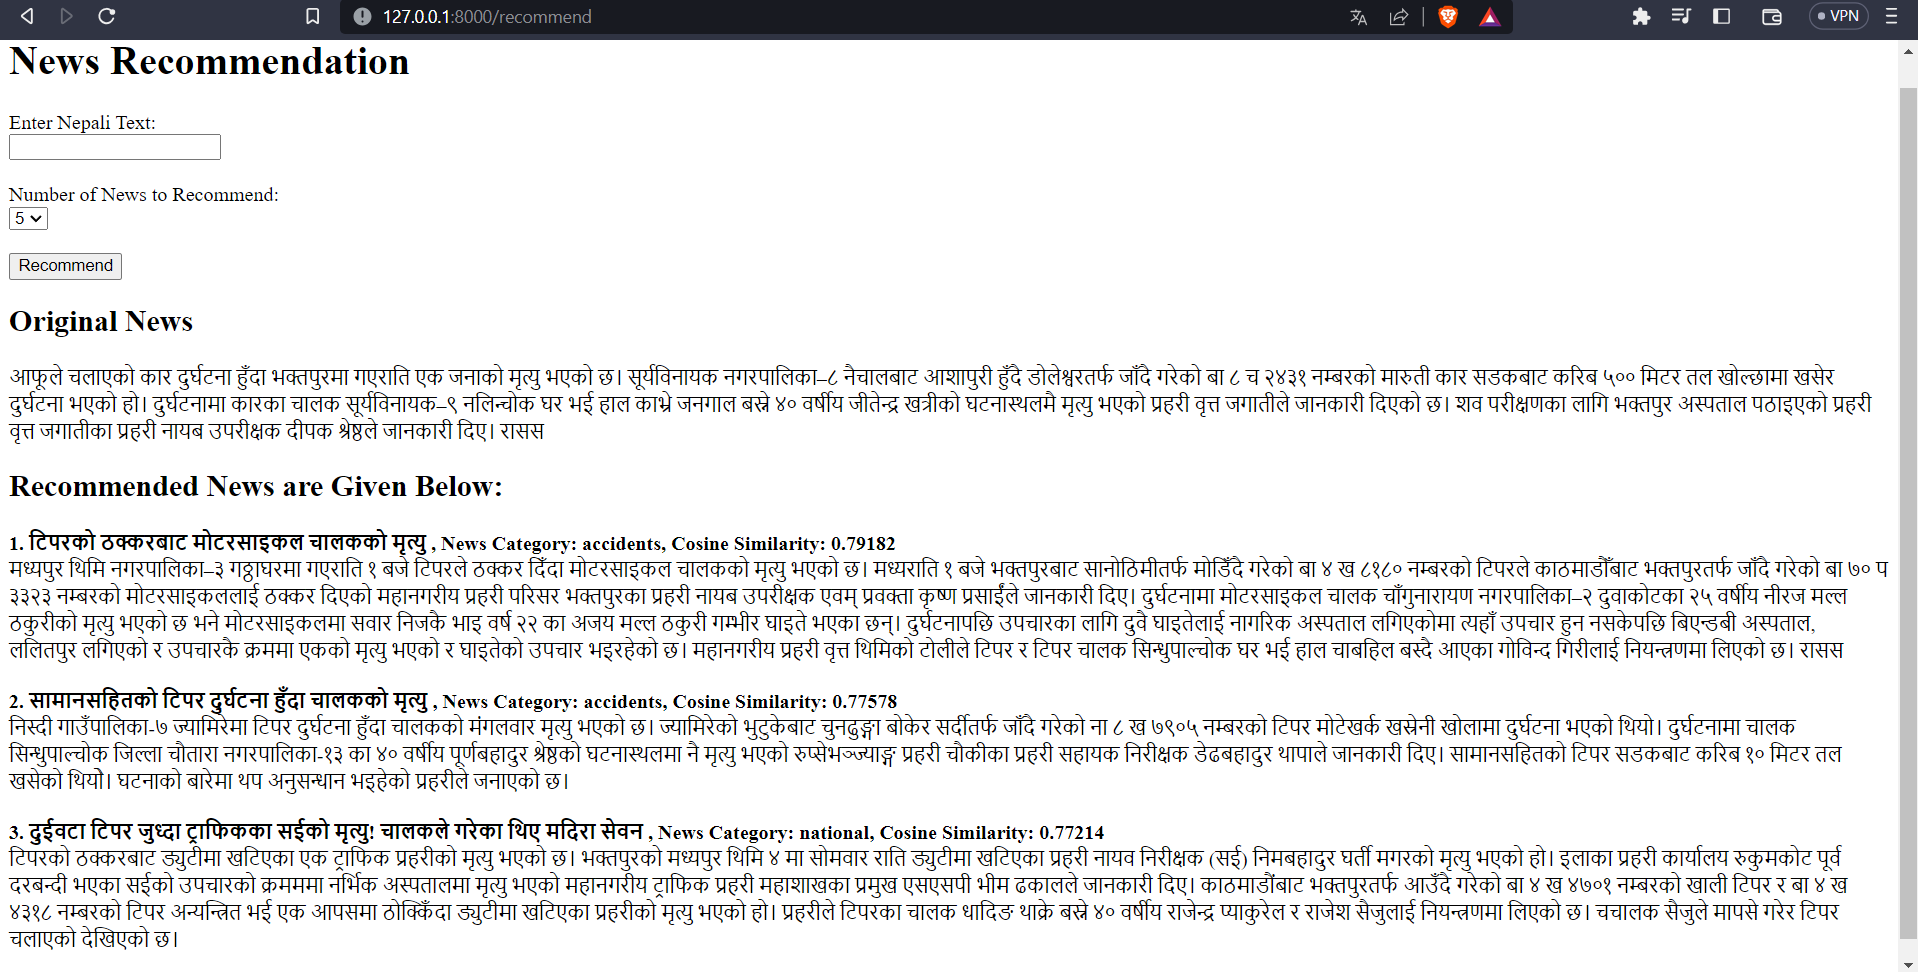 127.0.0.1:8000/recommend
VPN
News Recommendation
Enter Nepali Text:
Number of News to Recommend:
5
Recommend
Original News
आफूले चलाएको कार दुर्घटना हुँदा भक्तपुरमा गएराति एक जनाको मृत्यु भएको छ। सूर्यविनायक नगरपालिका–८ नैचालबाट आशापुरी हुँदै डोलेश्वरतर्फ जाँदै गरेको बा ८ च २४३१ नम्बरको मारुती कार सडकबाट करिब ५०० मिटर तल खोल्छामा खसेर
दुर्घटना भएको हो। दुर्घटनामा कारका चालक सूर्यविनायक–९ नलिन्चोक घर भई हाल काभ्रे जनगाल बस्ने ४० वर्षीय जीतेन्द्र खत्रीको घटनास्थलमै मृत्यु भएको प्रहरी वृत्त जगातीले जानकारी दिएको छ। शव परीक्षणका लागि भक्तपुर अस्पताल पठाइएको प्रहरी
वृत्त जगातीका प्रहरी नायब उपरीक्षक दीपक श्रेष्ठले जानकारी दिए। रासस
Recommended News are Given Below:
1. टिपरको ठक्करबाट मोटरसाइकल चालकको मृत्यु , News Category: accidents, Cosine Similarity: 0.79182
मध्यपुर थिमि नगरपालिका–३ गठ्ठाघरमा गएराति १ बजे टिपरले ठक्कर दिँदा मोटरसाइकल चालकको मृत्यु भएको छ। मध्यराति १ बजे भक्तपुरबाट सानोठिमीतर्फ मोडिँदै गरेको बा ४ ख ८१८० नम्बरको टिपरले काठमाडौँबाट भक्तपुरतर्फ जाँदै गरेको बा ७० प
३३२३ नम्बरको मोटरसाइकललाई ठक्कर दिएको महानगरीय प्रहरी परिसर भक्तपुरका प्रहरी नायब उपरीक्षक एवम् प्रवक्ता कृष्ण प्रसाईंले जानकारी दिए। दुर्घटनामा मोटरसाइकल चालक चाँगुनारायण नगरपालिका–२ दुवाकोटका २५ वर्षीय नीरज मल्ल
ठकुरीको मृत्यु भएको छ भने मोटरसाइकलमा सवार निजकै भाइ वर्ष २२ का अजय मल्ल ठकुरी गम्भीर घाइते भएका छन्। दुर्घटनापछि उपचारका लागि दुवै घाइतेलाई नागरिक अस्पताल लगिएकोमा त्यहाँ उपचार हुन नसकेपछि बिएन्डबी अस्पताल,
ललितपुर लगिएको र उपचारकै क्रममा एकको मृत्यु भएको र घाइतेको उपचार भइरहेको छ। महानगरीय प्रहरी वृत्त थिमिको टोलीले टिपर र टिपर चालक सिन्धुपाल्चोक घर भई हाल चाबहिल बस्दै आएका गोविन्द गिरीलाई नियन्त्रणमा लिएको छ। रासस
2. सामानसहितको टिपर दुर्घटना हुँदा चालकको मृत्यु , News Category: accidents, Cosine Similarity: 0.77578
निस्दी गाउँपालिका-७ ज्यामिरेमा टिपर दुर्घटना हुँदा चालकको मंगलवार मृत्यु भएको छ। ज्यामिरेको भुटुकेबाट चुनढुङ्गा बोकेर सर्दीतर्फ जाँदै गरेको ना ८ ख ७९०५ नम्बरको टिपर मोटेखर्क खस्रेनी खोलामा दुर्घटना भएको थियो। दुर्घटनामा चालक
सिन्धुपाल्चोक जिल्ला चौतारा नगरपालिका-१३ का ४० वर्षीय पूर्णबहादुर श्रेष्ठको घटनास्थलमा नै मृत्यु भएको रुप्सेभञ्ज्याङ्ग प्रहरी चौकीका प्रहरी सहायक निरीक्षक डेढबहादुर थापाले जानकारी दिए। सामानसहितको टिपर सडकबाट करिब १० मिटर तल
खसेको थियो। घटनाको बारेमा थप अनुसन्धान भइहेको प्रहरीले जनाएको छ।
3. दुईवटा टिपर जुध्दा ट्राफिकका सईको मृत्यु! चालकले गरेका थिए मदिरा सेवन , News Category: national, Cosine Similarity: 0.77214
टिपरको ठक्करबाट ड्युटीमा खटिएका एक ट्राफिक प्रहरीको मृत्यु भएको छ। भक्तपुरको मध्यपुर थिमि ४ मा सोमवार राति ड्युटीमा खटिएका प्रहरी नायव निरीक्षक (सई) निमबहादुर घर्ती मगरको मृत्यु भएको हो। इलाका प्रहरी कार्यालय रुकुमकोट पूर्व
दरबन्दी भएका सईको उपचारको क्रमममा नर्भिक अस्पतालमा मृत्यु भएको महानगरीय ट्राफिक प्रहरी महाशाखका प्रमुख एसएसपी भीम ढकालले जानकारी दिए। काठमाडौंबाट भक्तपुरतर्फ आउँदै गरेको बा ४ ख ४७०१ नम्बरको खाली टिपर र बा ४ ख
४३१८ नम्बरको टिपर अन्यन्त्रित भई एक आपसमा ठोक्किँदा ड्युटीमा खटिएका प्रहरीको मृत्यु भएको हो। प्रहरीले टिपरका चालक धादिङ थाक्रे बस्ने ४० वर्षीय राजेन्द्र प्याकुरेल र राजेश सैजुलाई नियन्त्रणमा लिएको छ। चचालक सैजुले मापसे गरेर टिपर
चलाएको देखिएको छ।